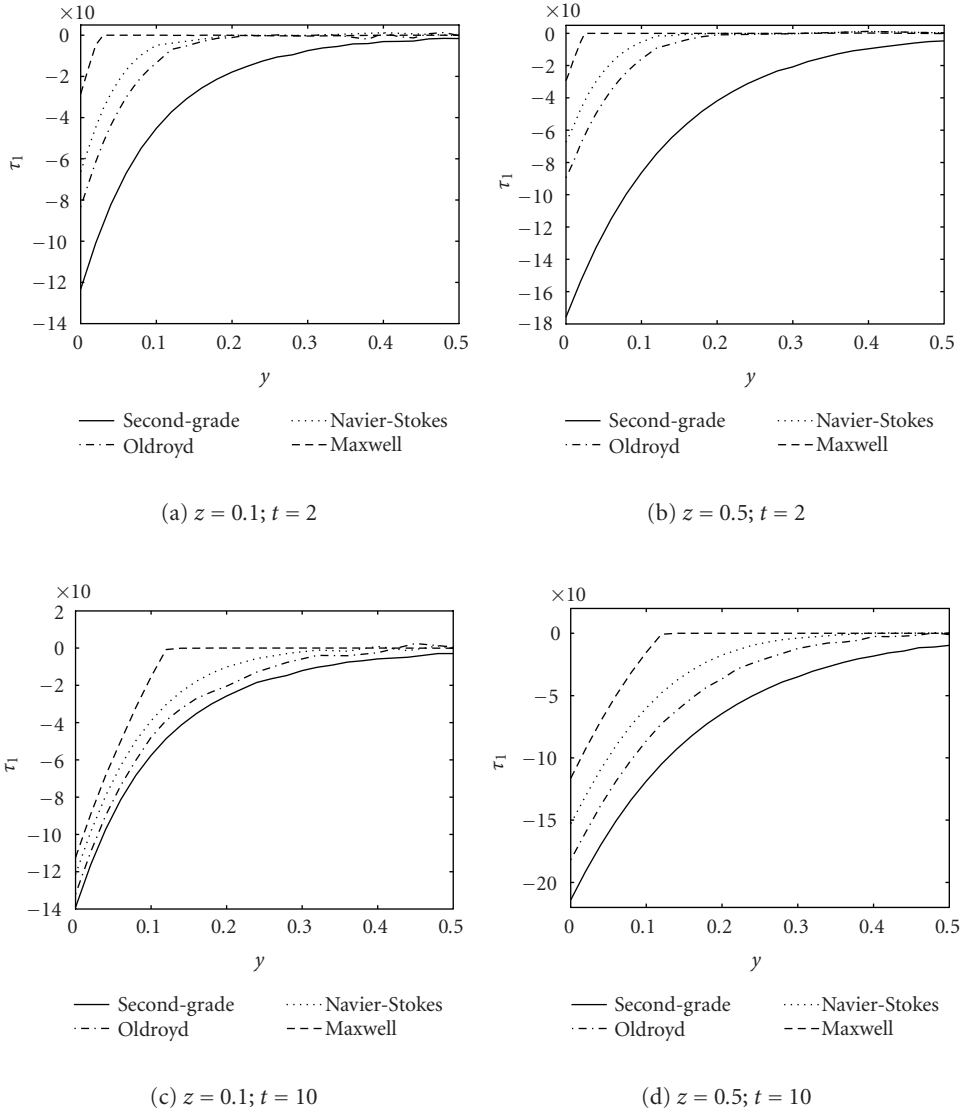 ×10
0
−2
−4
−6
−8
−10
−12
−14
τ1
0 0.1 0.2 0.3 0.4 0.5
y
Second-grade Navier-Stokes
Oldroyd Maxwell
(a) z = 0.1; t = 2
×10
0
−2
−4
−6
−8
−10
−12
−14
−16
−18
τ1
0 0.1 0.2 0.3 0.4 0.5
y
Second-grade Navier-Stokes
Oldroyd Maxwell
(b) z = 0.5; t = 2
×10
2
0
−2
−4
−6
−8
−10
−12
−14
τ1
0 0.1 0.2 0.3 0.4 0.5
y
Second-grade Navier-Stokes
Oldroyd Maxwell
(c) z = 0.1; t = 10
×10
0
−5
−10
−15
−20
τ1
0 0.1 0.2 0.3 0.4 0.5
y
Second-grade Navier-Stokes
Oldroyd Maxwell
(d) z = 0.5; t = 10